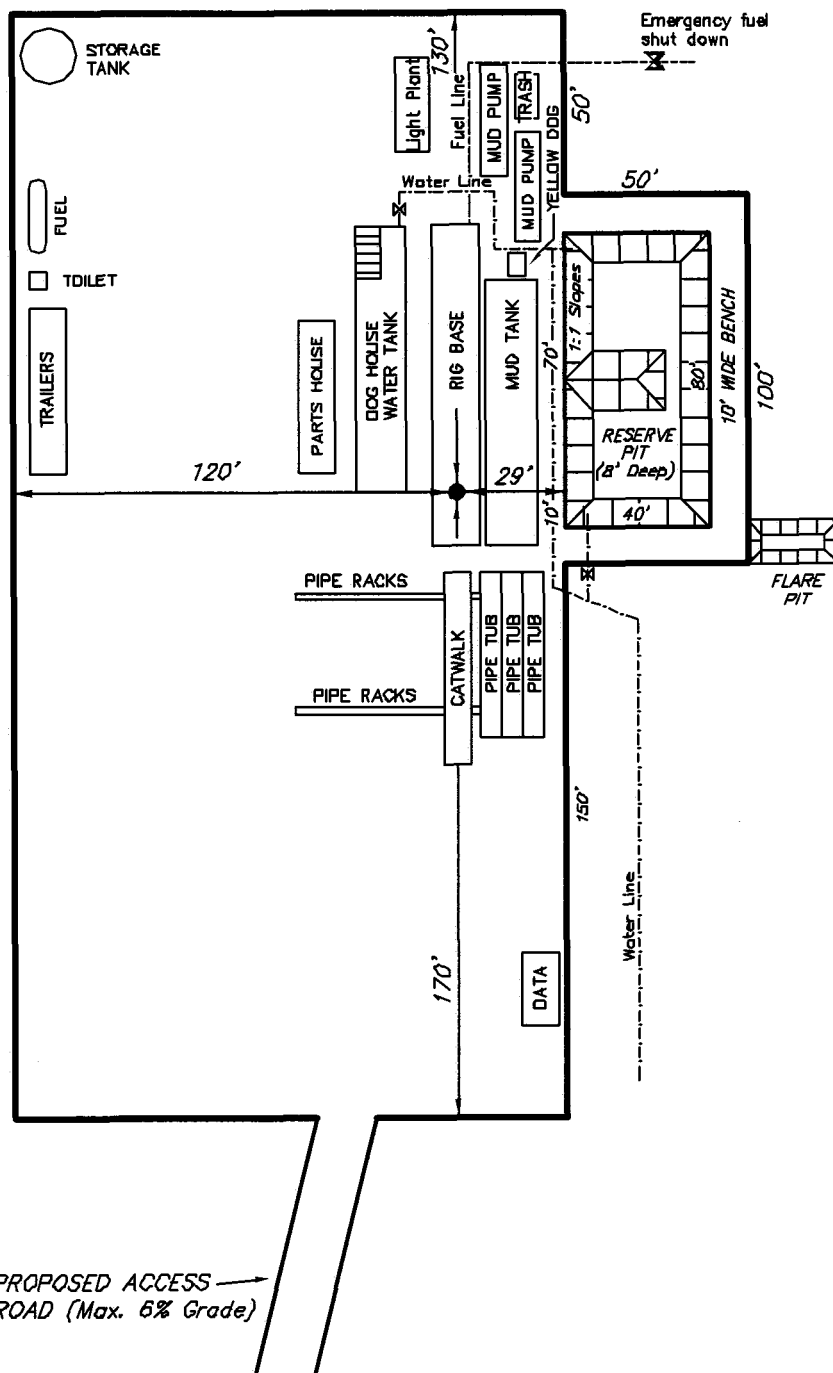 Emergency fuel
shut down
STORAGE
TANK
130'
Light Plant
Fuel Line
MUD PUMP
TRASH
50'
MUD PUMP
YELLOW DOG
Water Line
50'
FUEL
TOILET
TRAILERS
PARTS HOUSE
DOG HOUSE
WATER TANK
RIG BASE
MUD TANK
70'
1:1 Slopes
80'
10' WIDE BENCH
100'
RESERVE
PIT
(8' Deep)
120'
29'
10'
40'
FLARE
PIT
PIPE RACKS
CATWALK
PIPE TUB
PIPE TUB
PIPE TUB
PIPE RACKS
150'
Water Line
170'
DATA
PROPOSED ACCESS
ROAD (Max. 6% Grade)